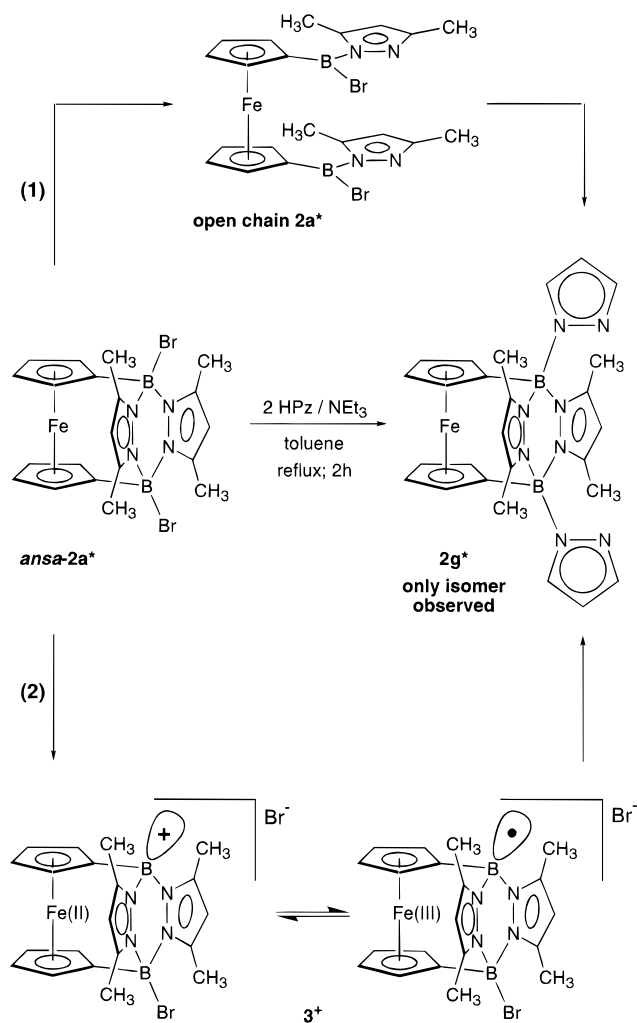 H₃C CH₃
B N N
Br
Fe
H₃C CH₃
B N N
Br
(1)
open chain 2a*
N N
Br
CH₃ CH₃
B
N N
Fe
N N
B
CH₃ CH₃
Br
2 HPz / NEt₃
toluene
reflux; 2h
CH₃ CH₃
B
N N
Fe
N N
B
CH₃ CH₃
N N
ansa-2a*
2g*
only isomer
observed
(2)
Br⁻
+
CH₃ CH₃
B
N N
Fe(II)
N N
B
CH₃ CH₃
Br
Br⁻
•
CH₃ CH₃
B
N N
Fe(III)
N N
B
CH₃ CH₃
Br
3⁺